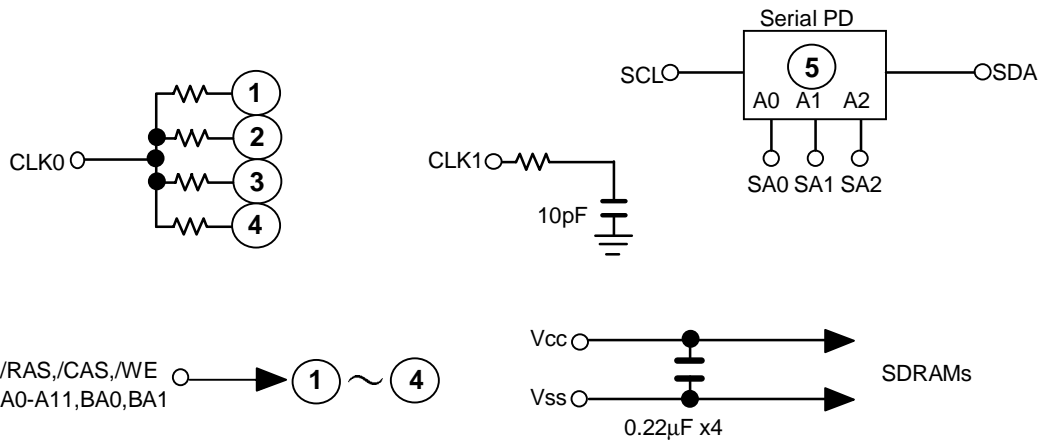 Serial PD
5
SCL
SDA
A0 A1 A2
SA0 SA1 SA2
CLK0
1
2
3
4
CLK1
10pF
/RAS,/CAS,/WE
A0-A11,BA0,BA1
1 ~ 4
Vcc
Vss
SDRAMs
0.22μF x4